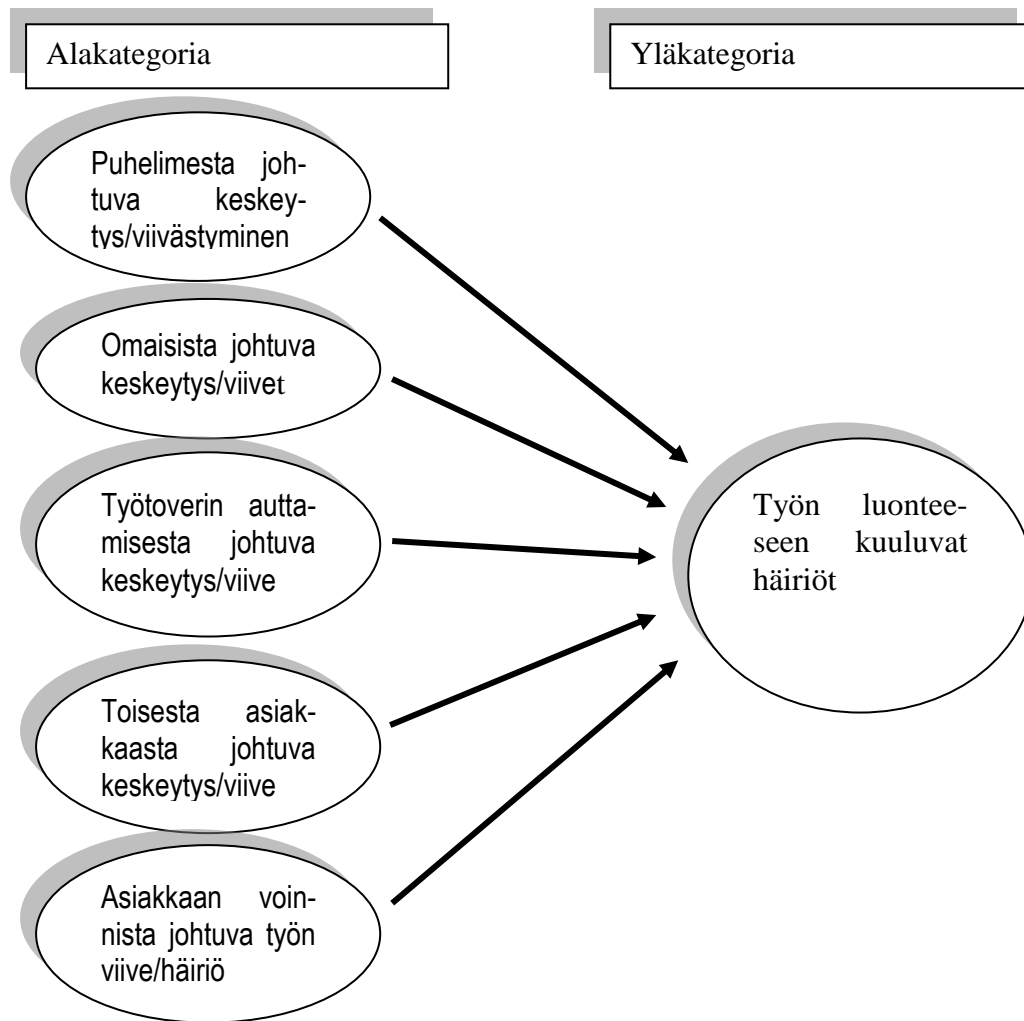 Alakategoria
Yläkategoria
Puhelimesta joh-
tuva keskey-
tys/viivästyminen
Omaisista johtuva
keskeytys/viivet
Työtoverin autta-
misesta johtuva
keskeytys/viive
Työn luontee-
seen kuuluvat
häiriöt
Toisesta asiak-
kaasta johtuva
keskeytys/viive
Asiakkaan voin-
nista johtuva työn
viive/häiriö